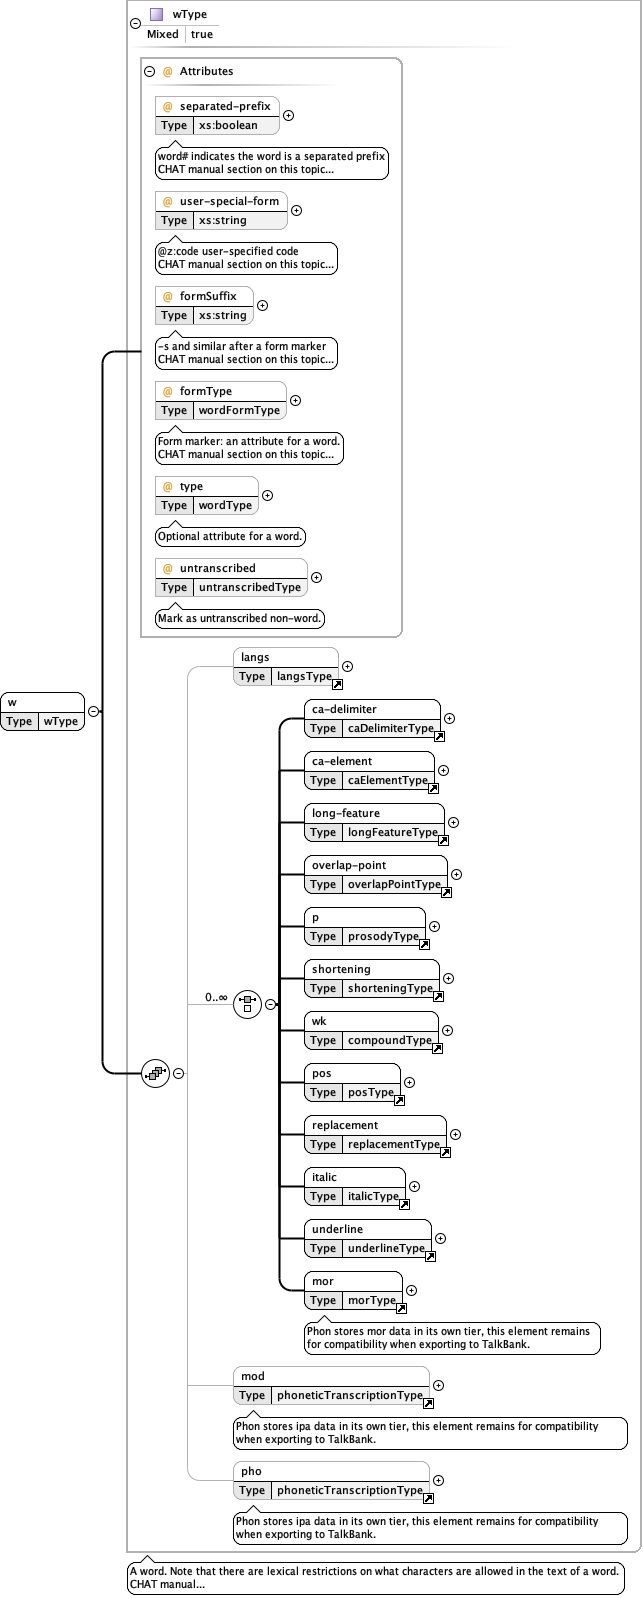 wType
Mixed true
@ Attributes
@ separated-prefix
Type xs:boolean
word# indicates the word is a separated prefix
CHAT manual section on this topic...
@ user-special-form
Type xs:string
@z:code user-specified code
CHAT manual section on this topic...
@ formSuffix
Type xs:string
-s and similar after a form marker
CHAT manual section on this topic...
@ formType
Type wordFormType
Form marker: an attribute for a word.
CHAT manual section on this topic...
@ type
Type wordType
Optional attribute for a word.
@ untranscribed
Type untranscribedType
Mark as untranscribed non-word.
langs
Type langsType
w
Type wType
ca-delimiter
Type caDelimiterType
ca-element
Type caElementType
long-feature
Type longFeatureType
overlap-point
Type overlapPointType
p
Type prosodyType
shortening
Type shorteningType
0..∞
wk
Type compoundType
pos
Type posType
replacement
Type replacementType
italic
Type italicType
underline
Type underlineType
mor
Type morType
Phon stores mor data in its own tier, this element remains
for compatibility when exporting to TalkBank.
mod
Type phoneticTranscriptionType
Phon stores ipa data in its own tier, this element remains for compatibility
when exporting to TalkBank.
pho
Type phoneticTranscriptionType
Phon stores ipa data in its own tier, this element remains for compatibility
when exporting to TalkBank.
A word. Note that there are lexical restrictions on what characters are allowed in the text of a word.
CHAT manual...